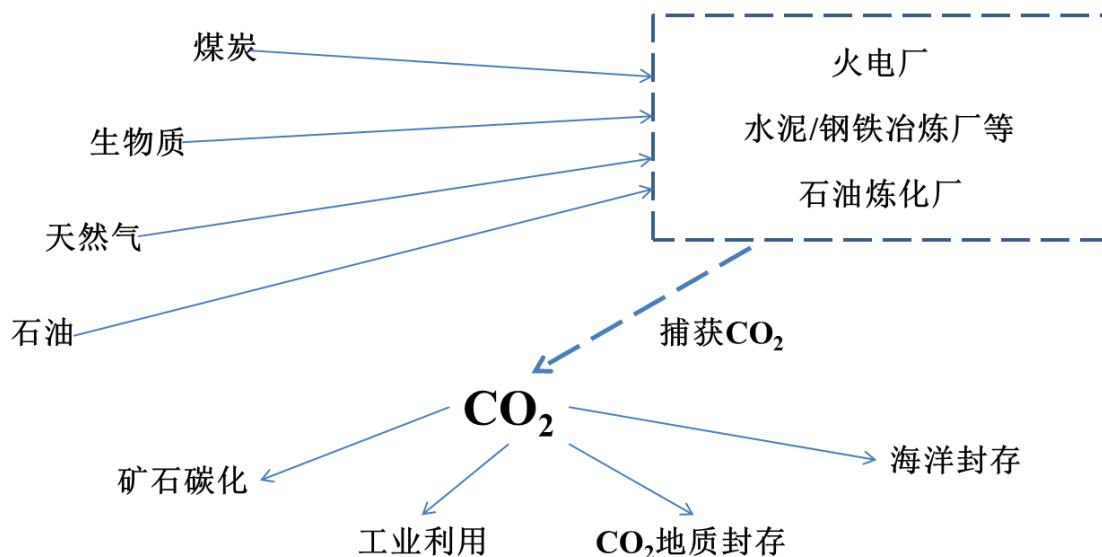 煤炭
火电厂
生物质
水泥/钢铁冶炼厂等
石油炼化厂
天然气
石油
捕获CO₂
CO₂
矿石碳化
海洋封存
工业利用
CO₂地质封存